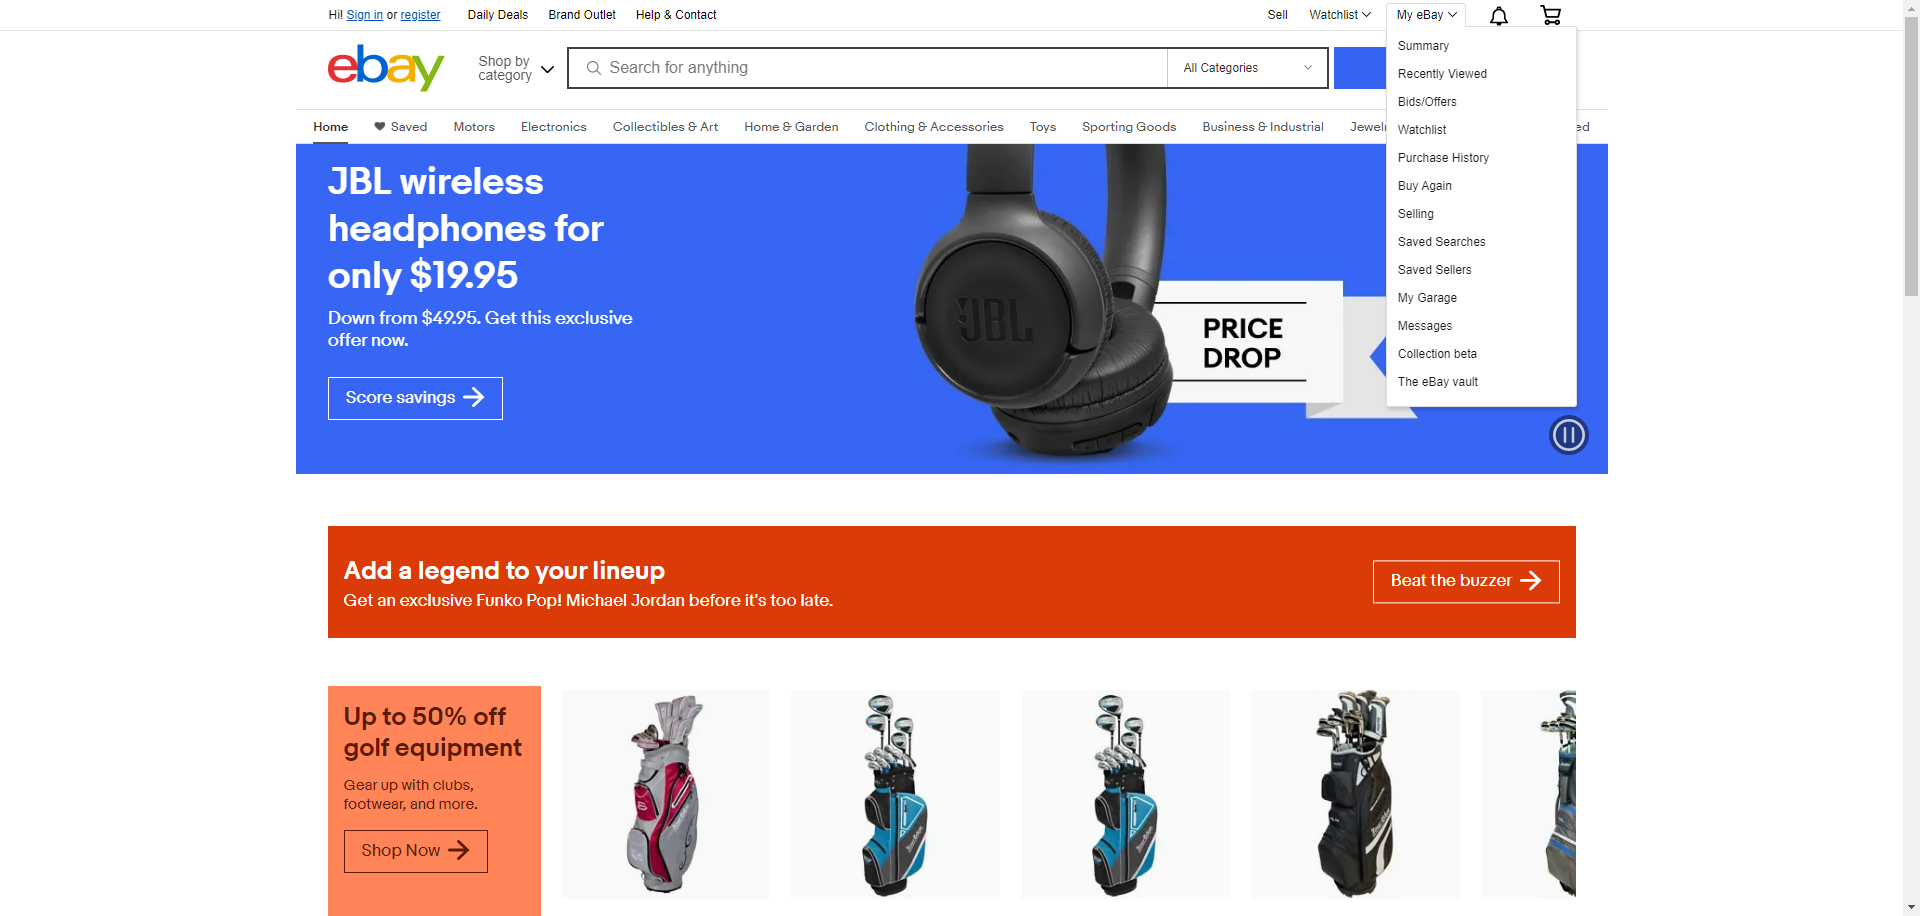 Hi! Sign in or register
Daily Deals
Brand Outlet
Help & Contact
Sell
Watchlist
My eBay
ebay
Shop by
category
Search for anything
All Categories
Summary
Recently Viewed
Bids/Offers
Watchlist
Purchase History
Buy Again
Selling
Saved Searches
Saved Sellers
My Garage
Messages
Collection beta
The eBay vault
Home
Saved
Motors
Electronics
Collectibles & Art
Home & Garden
Clothing & Accessories
Toys
Sporting Goods
Business & Industrial
JBL wireless
headphones for
only $19.95
Down from $49.95. Get this exclusive
offer now.
Score savings
JBL
PRICE
DROP
Add a legend to your lineup
Get an exclusive Funko Pop! Michael Jordan before it's too late.
Beat the buzzer
Up to 50% off
golf equipment
Gear up with clubs,
footwear, and more.
Shop Now